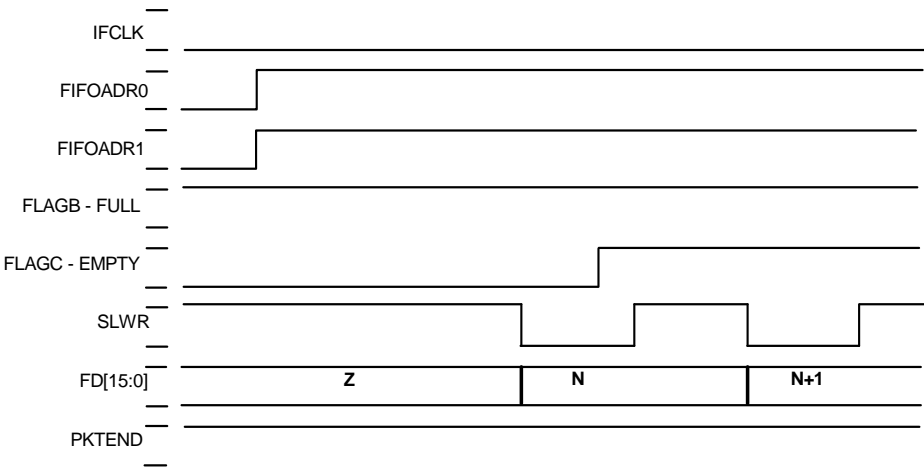 IFCLK
FIFOADR0
FIFOADR1
FLAGB - FULL
FLAGC - EMPTY
SLWR
FD[15:0] Z N N+1
PKTEND